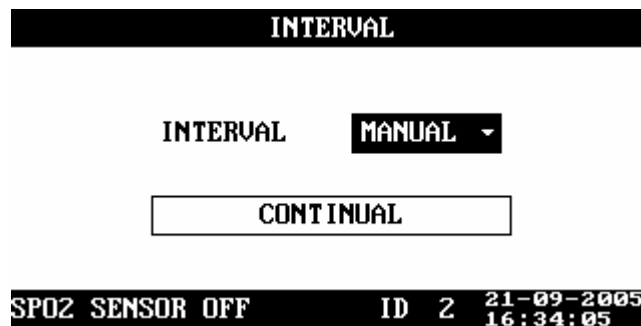 INTERVAL
INTERVAL MANUAL
CONTINUAL
SPO2 SENSOR OFF ID 2 21-09-2005
16:34:05